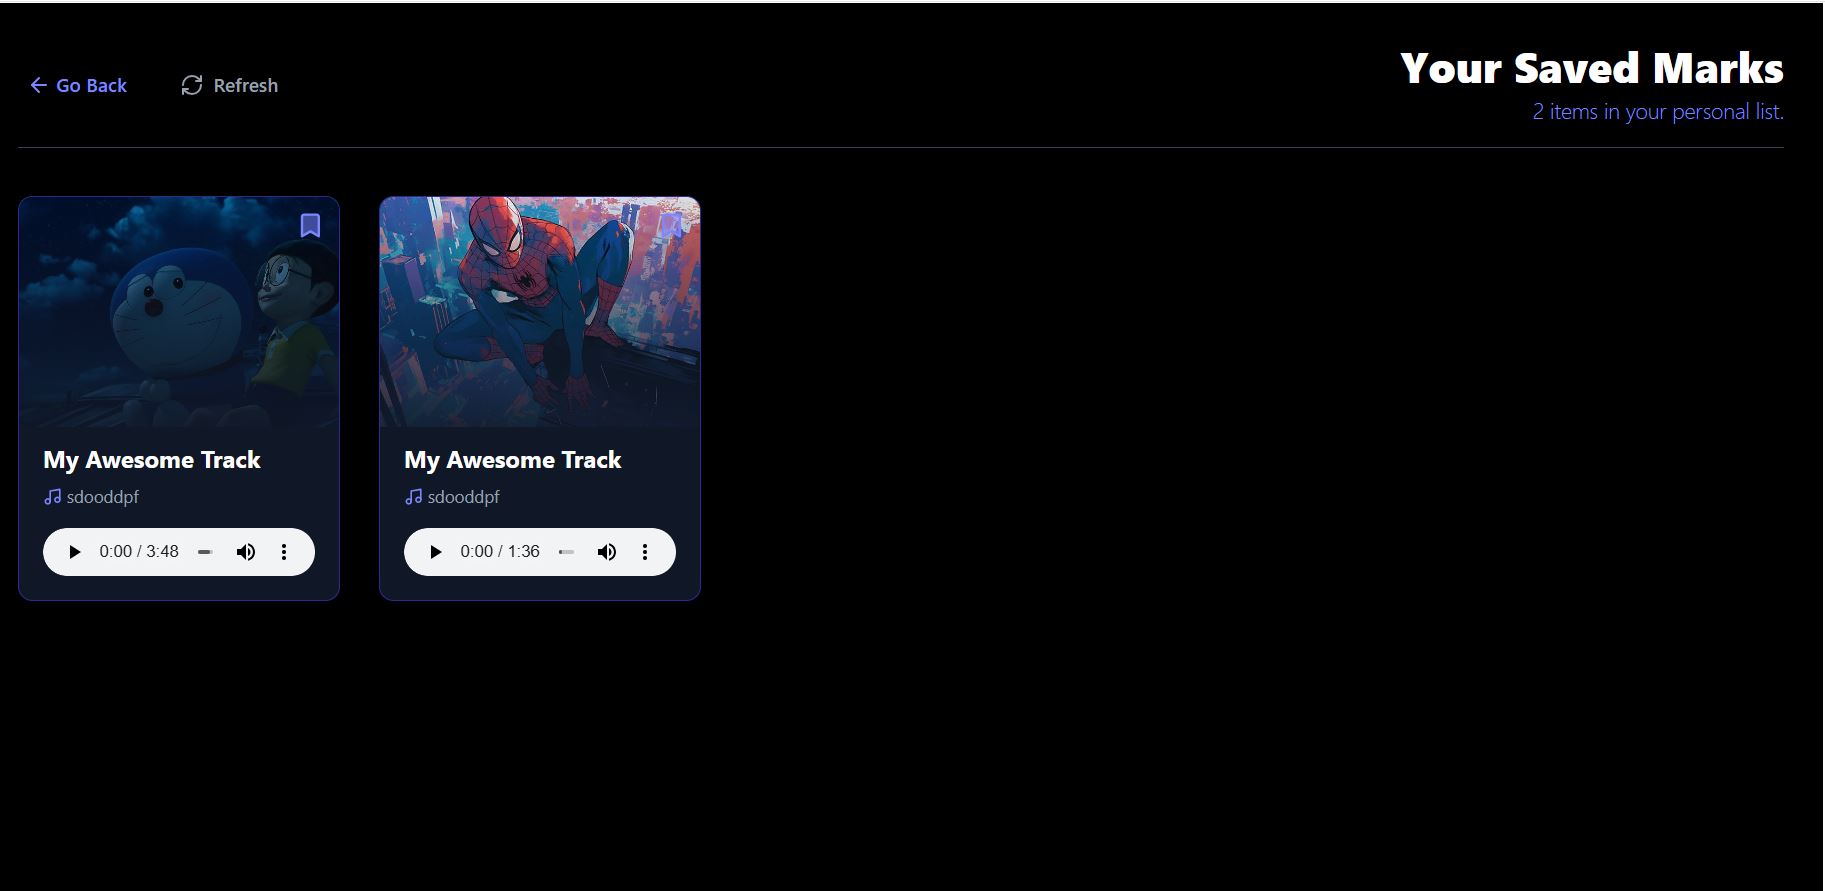 Go Back
Refresh
Your Saved Marks
2 items in your personal list.
My Awesome Track
sdooddpf
0:00 / 3:48
My Awesome Track
sdooddpf
0:00 / 1:36